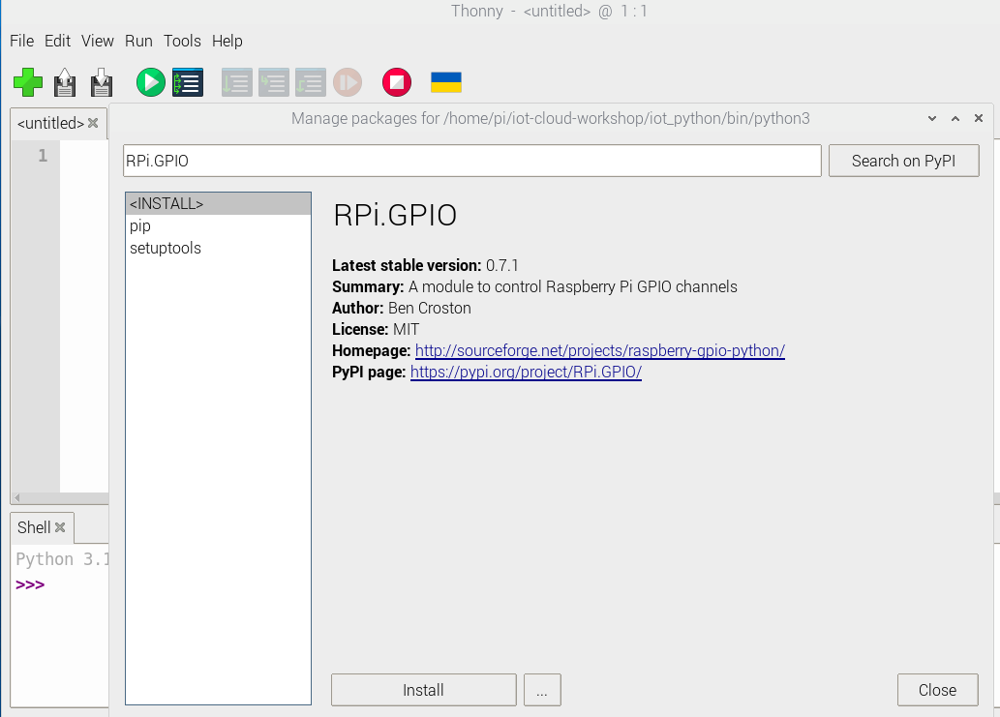 Thonny - <untitled> @ 1 : 1
File Edit View Run Tools Help
<untitled>
Manage packages for /home/pi/iot-cloud-workshop/iot_python/bin/python3
1
RPi.GPIO
Search on PyPI
<INSTALL>
pip
setuptools
RPi.GPIO
Latest stable version: 0.7.1
Summary: A module to control Raspberry Pi GPIO channels
Author: Ben Croston
License: MIT
Homepage: http://sourceforge.net/projects/raspberry-gpio-python/
PyPI page: https://pypi.org/project/RPi.GPIO/
Shell
Python 3.1
>>>
Install
...
Close